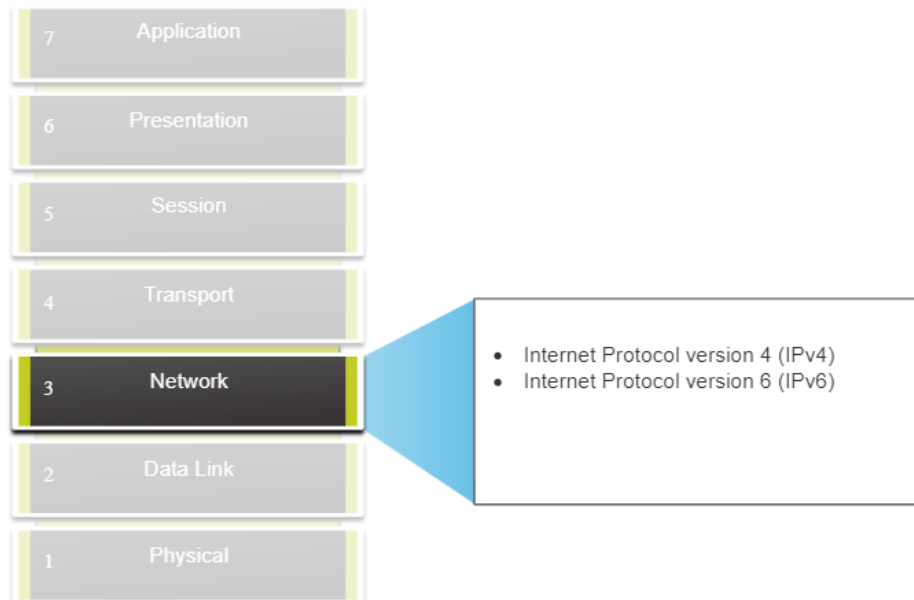 7 Application
6 Presentation
5 Session
4 Transport
3 Network
2 Data Link
1 Physical
• Internet Protocol version 4 (IPv4)
• Internet Protocol version 6 (IPv6)